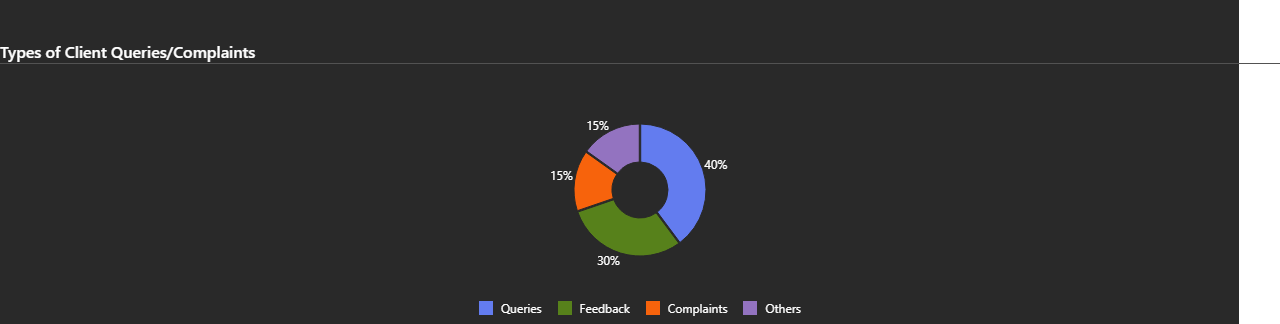 Types of Client Queries/Complaints
15%
40%
15%
30%
Queries Feedback Complaints Others